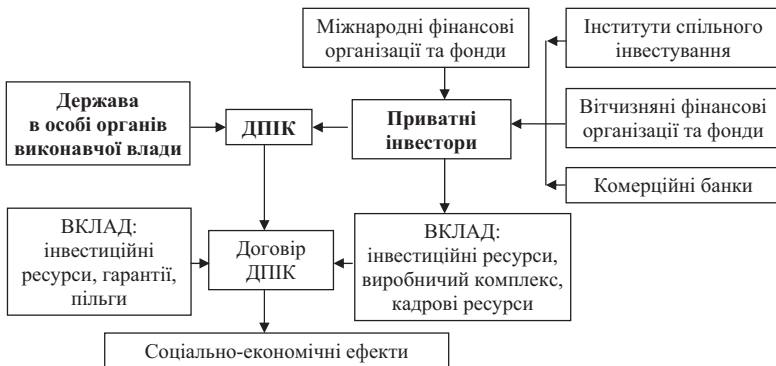 Міжнародні фінансові
організації та фонди
Інститути спільного
інвестування
Держава
в особі органів
виконавчої влади
ДПІК
Приватні
інвестори
Вітчизняні фінансові
організації та фонди
Комерційні банки
ВКЛАД:
інвестиційні
ресурси, гарантії,
пільги
Договір
ДПІК
ВКЛАД:
інвестиційні ресурси,
виробничий комплекс,
кадрові ресурси
Соціально-економічні ефекти